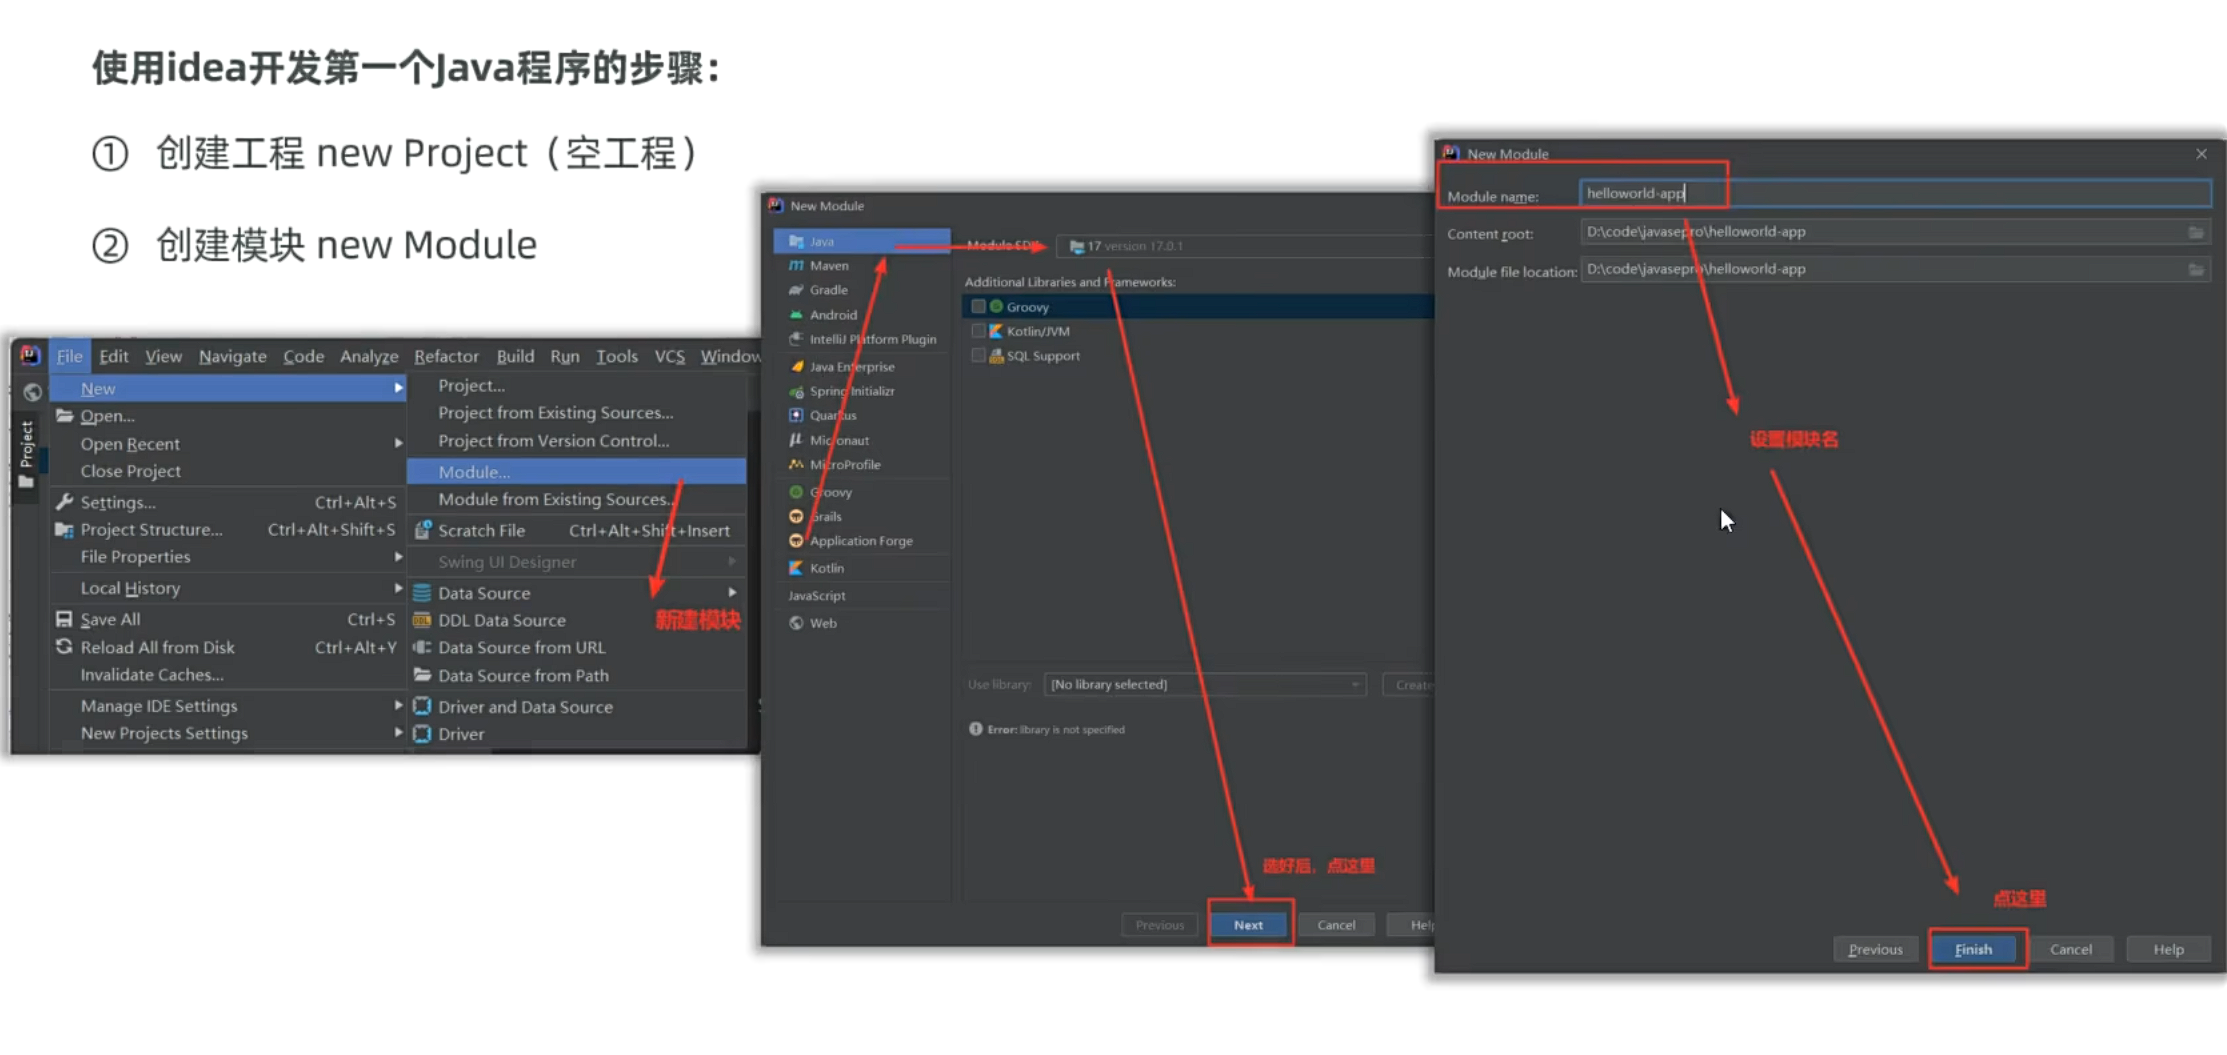 使用idea开发第一个Java程序的步骤：
① 创建工程 new Project（空工程）
② 创建模块 new Module
File Edit View Navigate Code Analyze Refactor Build Run Tools VCS Window
Project
New
Open...
Open Recent
Close Project
Settings... Ctrl+Alt+S
Project Structure... Ctrl+Alt+Shift+S
File Properties
Local History
Save All Ctrl+S
Reload All from Disk Ctrl+Alt+Y
Invalidate Caches...
Manage IDE Settings
New Projects Settings
Project...
Project from Existing Sources...
Project from Version Control...
Module...
Module from Existing Sources...
Scratch File Ctrl+Alt+Shift+Insert
Swing UI Designer
Data Source
新建模块
DDL Data Source
Data Source from URL
Data Source from Path
Driver and Data Source
Driver
New Module
Java
Maven
Gradle
Android
IntelliJ Platform Plugin
Java Enterprise
Spring Initializr
Quarkus
Micronaut
MicroProfile
Groovy
Grails
Application Forge
Kotlin
JavaScript
Web
Module SDK: 17 version 17.0.1
Additional Libraries and Frameworks:
Groovy
Kotlin/JVM
SQL Support
Use library: [No library selected] Create
Error: library is not specified
选好后，点这里
Previous Next Cancel Help
New Module
Module name: helloworld-app
Content root: D:\code\javasepro\helloworld-app
Module file location: D:\code\javasepro\helloworld-app
设置模块名
点这里
Previous Finish Cancel Help